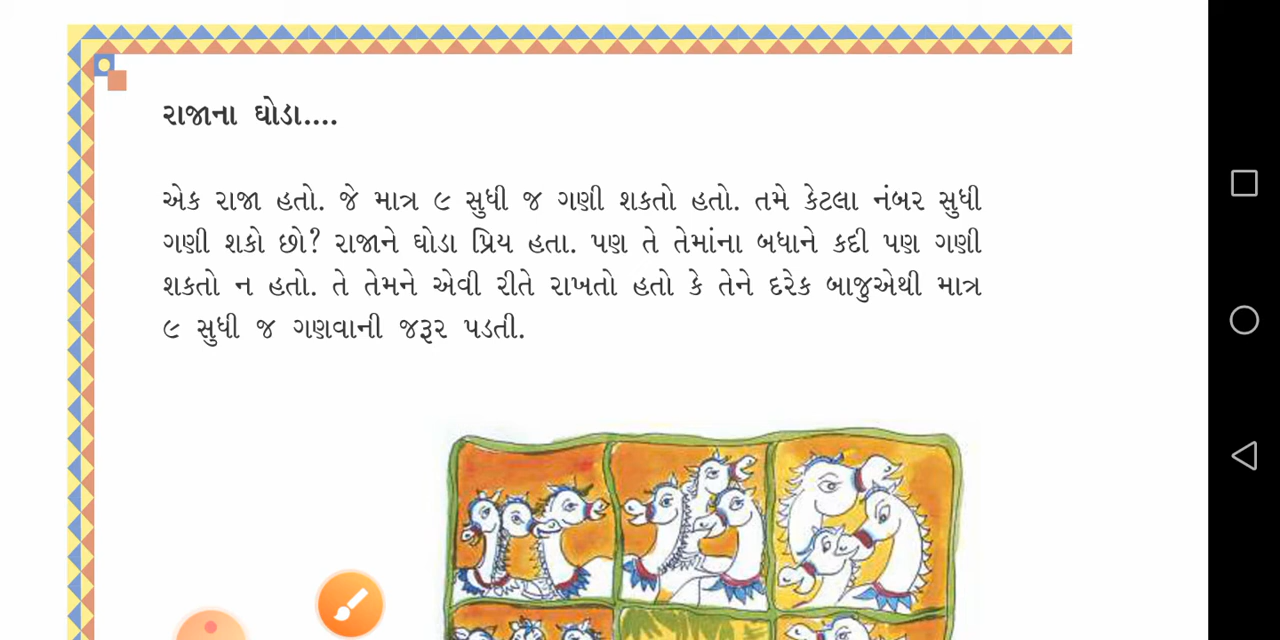 રાજાના ઘોડા....
એક રાજા હતો. જે માત્ર ૯ સુધી જ ગણી શકતો હતો. તમે કેટલા નંબર સુધી
ગણી શકો છો? રાજાને ઘોડા પ્રિય હતા. પણ તે તેમાંના બધાને કદી પણ ગણી
શકતો ન હતો. તે તેમને એવી રીતે રાખતો હતો કે તેને દરેક બાજુએથી માત્ર
૯ સુધી જ ગણવાની જરૂર પડતી.